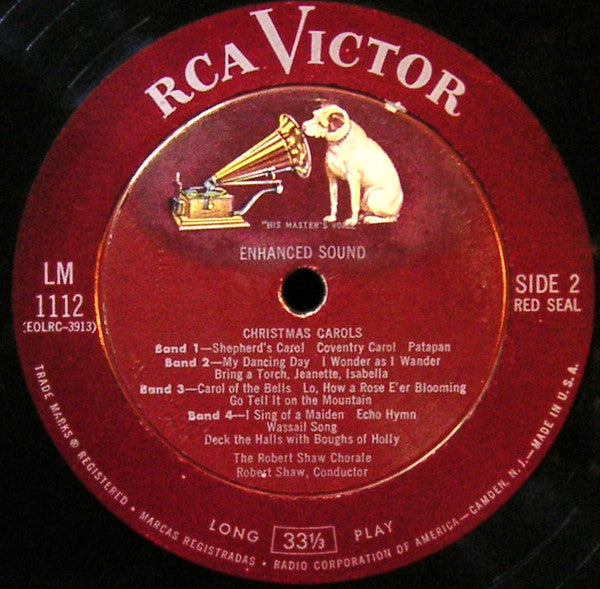 RCA VICTOR
"HIS MASTER'S VOICE"
ENHANCED SOUND
LM
1112
(EOLRC-3913)
SIDE 2
RED SEAL
CHRISTMAS CAROLS
Band 1—Shepherd's Carol Coventry Carol Patapan
Band 2—My Dancing Day I Wonder as I Wander
Bring a Torch, Jeanette, Isabella
Band 3—Carol of the Bells Lo, How a Rose E'er Blooming
Go Tell It on the Mountain
Band 4—I Sing of a Maiden Echo Hymn
Wassail Song
Deck the Halls with Boughs of Holly
The Robert Shaw Chorale
Robert Shaw, Conductor
LONG 33⅓ PLAY
TRADE MARKS ® REGISTERED • MARCAS REGISTRADAS • RADIO CORPORATION OF AMERICA—CAMDEN, N. J.—MADE IN U.S.A.